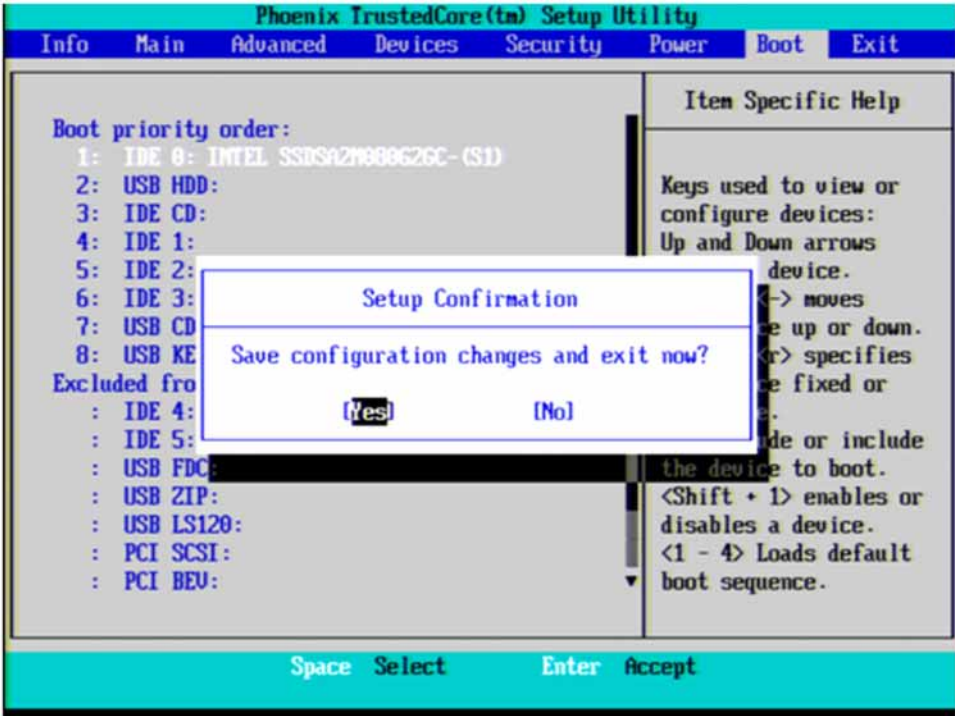 Phoenix TrustedCore(tm) Setup Utility
Info Main Advanced Devices Security Power Boot Exit
Boot priority order:
1: IDE 0: INTEL SSDSA2M080G2GC-(S1)
2: USB HDD:
3: IDE CD:
4: IDE 1:
5: IDE 2:
6: IDE 3:
7: USB CD
8: USB KE
Excluded fro
: IDE 4:
: IDE 5:
: USB FDC:
: USB ZIP:
: USB LS120:
: PCI SCSI:
: PCI BEV:
Setup Confirmation
Save configuration changes and exit now?
[Yes] [No]
Item Specific Help
Keys used to view or
configure devices:
Up and Down arrows
device.
<-> moves
e up or down.
r> specifies
e fixed or
e.
de or include
the device to boot.
<Shift + 1> enables or
disables a device.
<1 - 4> Loads default
boot sequence.
Space Select Enter Accept